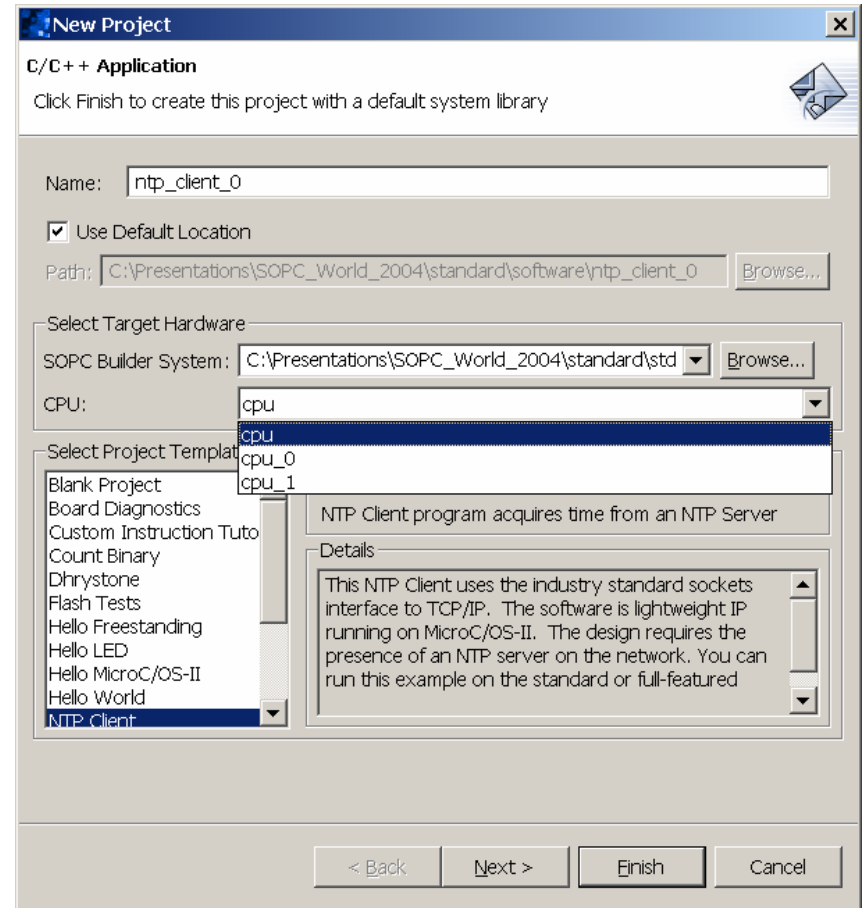 New Project
C/C++ Application
Click Finish to create this project with a default system library
Name: ntp_client_0
Use Default Location
Path: C:\Presentations\SOPC_World_2004\standard\software\ntp_client_0 Browse...
Select Target Hardware
SOPC Builder System: C:\Presentations\SOPC_World_2004\standard\std Browse...
CPU: cpu
cpu
cpu_0
cpu_1
Select Project Templat
Blank Project
Board Diagnostics
Custom Instruction Tuto
Count Binary
Dhrystone
Flash Tests
Hello Freestanding
Hello LED
Hello MicroC/OS-II
Hello World
NTP Client
NTP Client program acquires time from an NTP Server
Details
This NTP Client uses the industry standard sockets
interface to TCP/IP. The software is lightweight IP
running on MicroC/OS-II. The design requires the
presence of an NTP server on the network. You can
run this example on the standard or full-featured
< Back Next > Finish Cancel